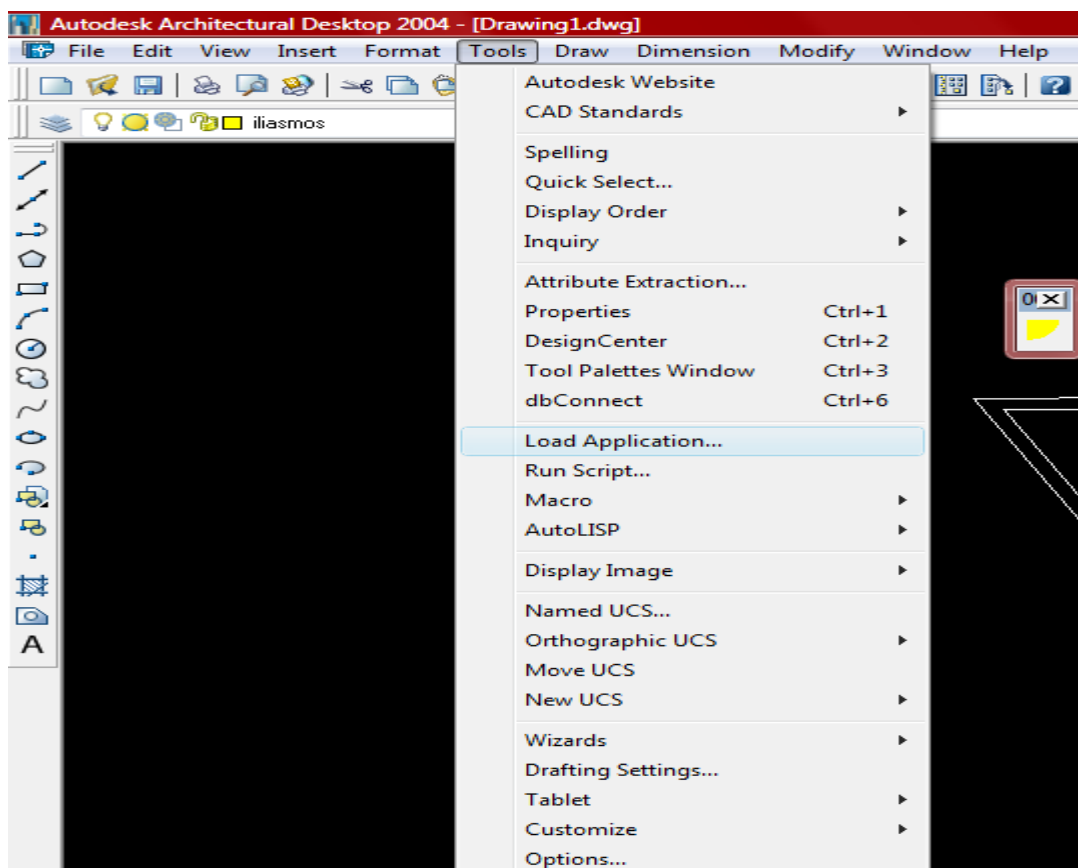 Autodesk Architectural Desktop 2004 - [Drawing1.dwg]
File Edit View Insert Format Tools Draw Dimension Modify Window Help
iliasmos
Autodesk Website
CAD Standards
Spelling
Quick Select...
Display Order
Inquiry
Attribute Extraction...
Properties Ctrl+1
DesignCenter Ctrl+2
Tool Palettes Window Ctrl+3
dbConnect Ctrl+6
Load Application...
Run Script...
Macro
AutoLISP
Display Image
Named UCS...
Orthographic UCS
Move UCS
New UCS
Wizards
Drafting Settings...
Tablet
Customize
Options...
A